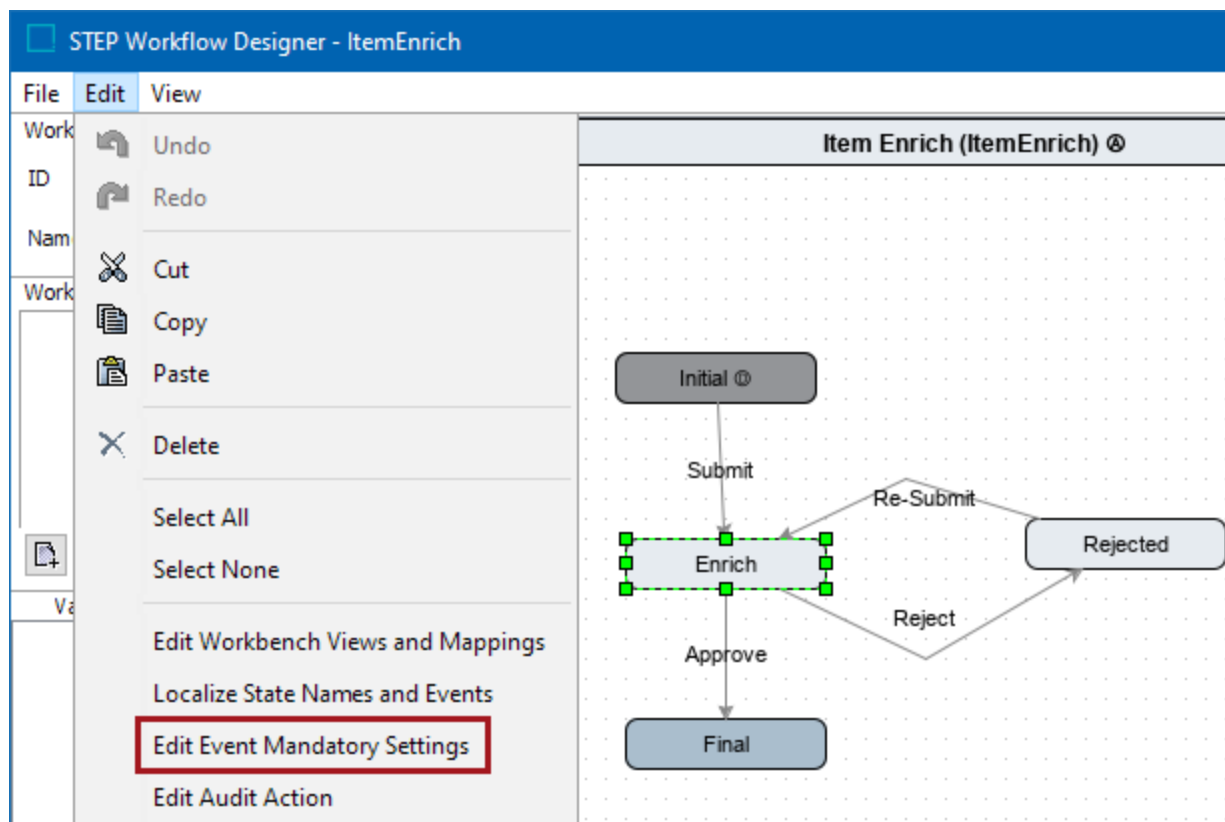 STEP Workflow Designer - ItemEnrich
File Edit View
Work
ID
Nam
Work
Va
Undo
Redo
Cut
Copy
Paste
Delete
Select All
Select None
Edit Workbench Views and Mappings
Localize State Names and Events
Edit Event Mandatory Settings
Edit Audit Action
Item Enrich (ItemEnrich) Ⓐ
Initial Ⓓ
Submit
Re-Submit
Rejected
Enrich
Reject
Approve
Final